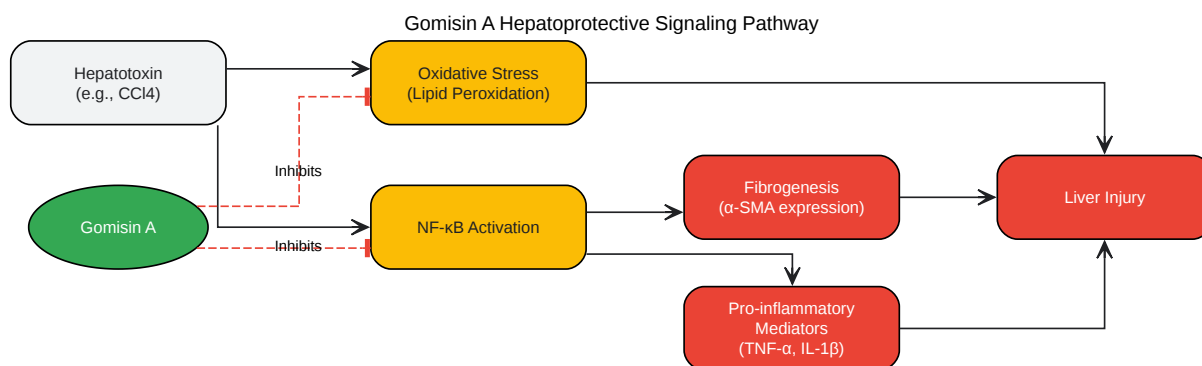 Gomisin A Hepatoprotective Signaling Pathway
Hepatotoxin
(e.g., CCl4)
Oxidative Stress
(Lipid Peroxidation)
Inhibits
Gomisin A
Inhibits
NF-κB Activation
Fibrogenesis
(α-SMA expression)
Liver Injury
Pro-inflammatory
Mediators
(TNF-α, IL-1β)